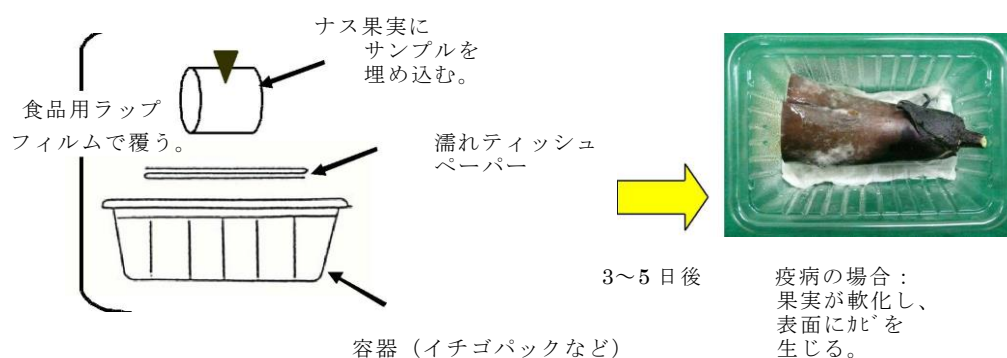 ナス果実に
サンプルを
埋め込む。
食品用ラップ
フィルムで覆う。
濡れティッシュ
ペーパー
3～5 日後
疫病の場合：
果実が軟化し、
表面にｶﾋﾞを
生じる。
容器（イチゴパックなど）